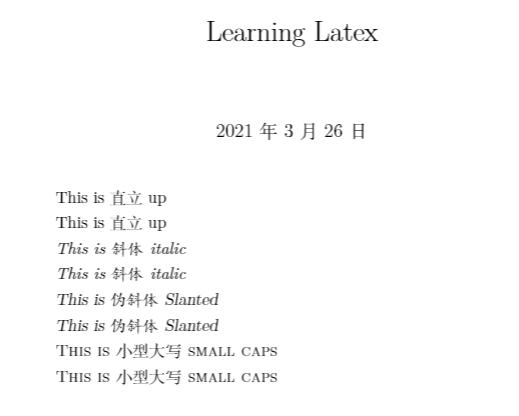 Learning Latex
2021 年 3 月 26 日
This is 直立 up
This is 直立 up
This is 斜体 italic
This is 斜体 italic
This is 伪斜体 Slanted
This is 伪斜体 Slanted
This is 小型大写 small caps
This is 小型大写 small caps